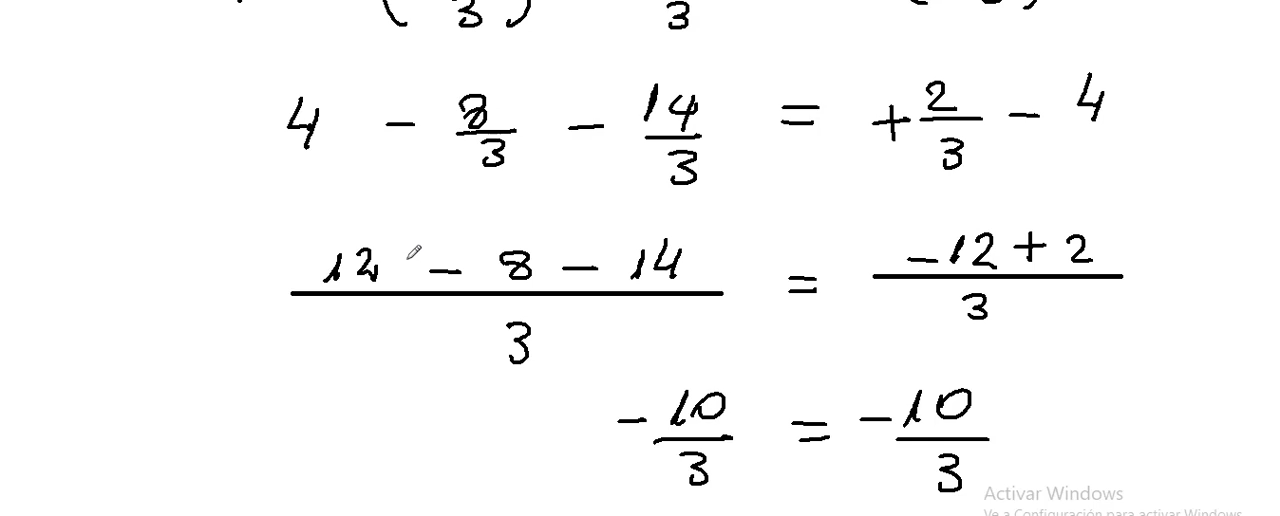 4 - 8/3 - 14/3 = + 2/3 - 4
12 - 8 - 14 / 3 = -12 + 2 / 3
- 10/3 = - 10/3
Activar Windows